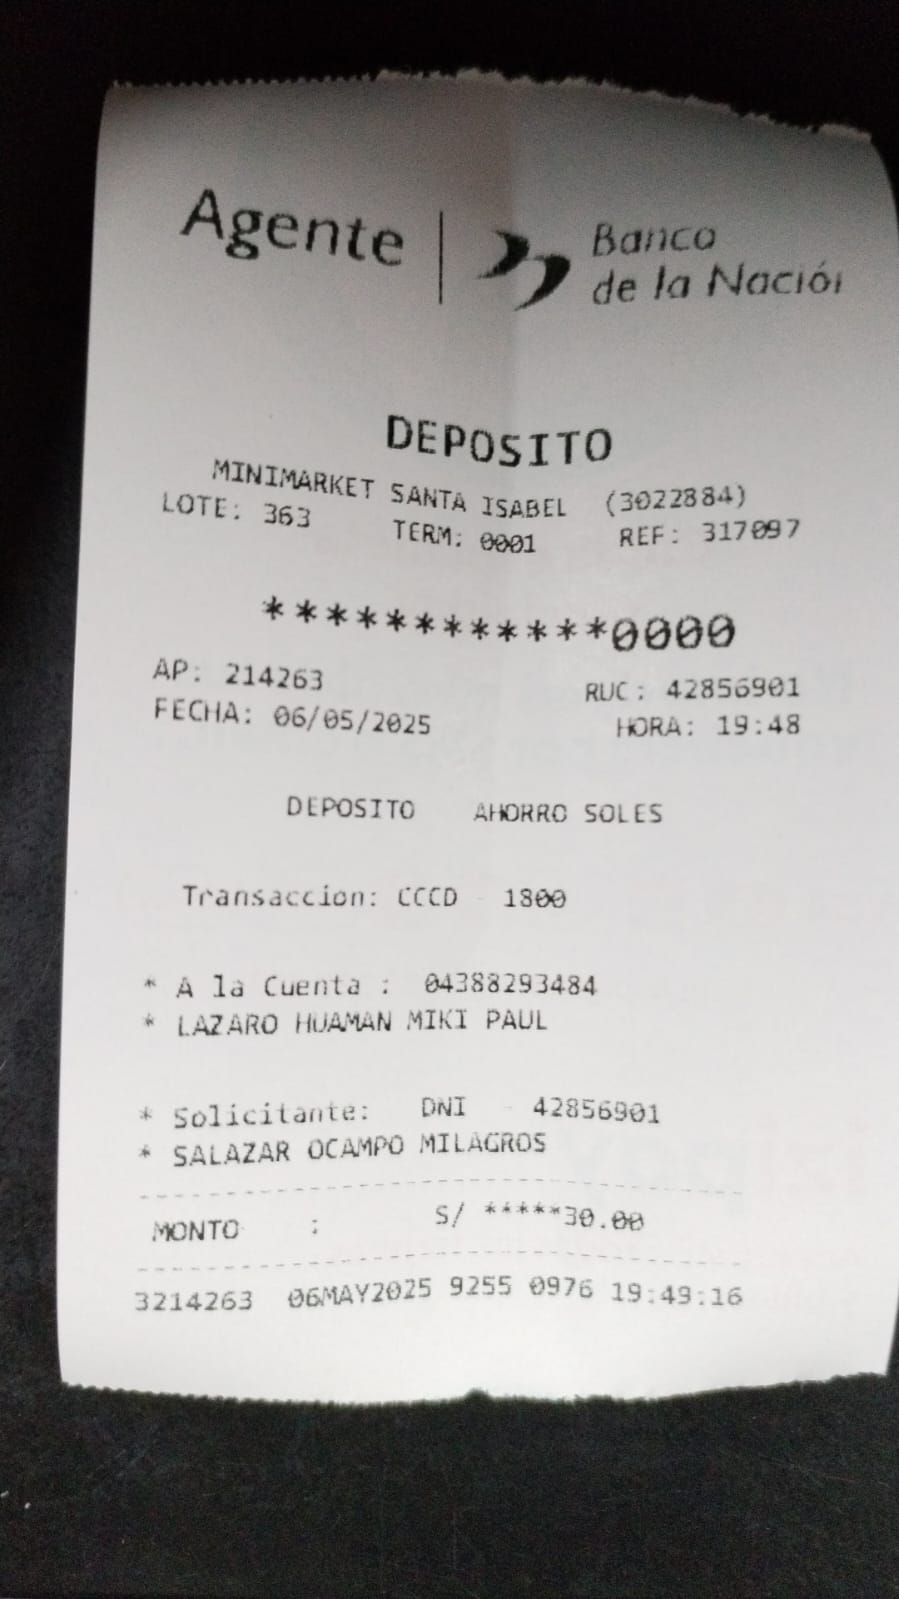 Agente | Banco
de la Nación
DEPOSITO
MINIMARKET SANTA ISABEL (3022884)
LOTE: 363 TERM: 0001 REF: 317097
************0000
AP: 214263 RUC: 42856901
FECHA: 06/05/2025 HORA: 19:48
DEPOSITO AHORRO SOLES
Transaccion: CCCD - 1800
* A la Cuenta : 04388293484
* LAZARO HUAMAN MIKI PAUL
* Solicitante: DNI - 42856901
* SALAZAR OCAMPO MILAGROS
MONTO : S/ *****30.00
3214263 06MAY2025 9255 0976 19:49:16